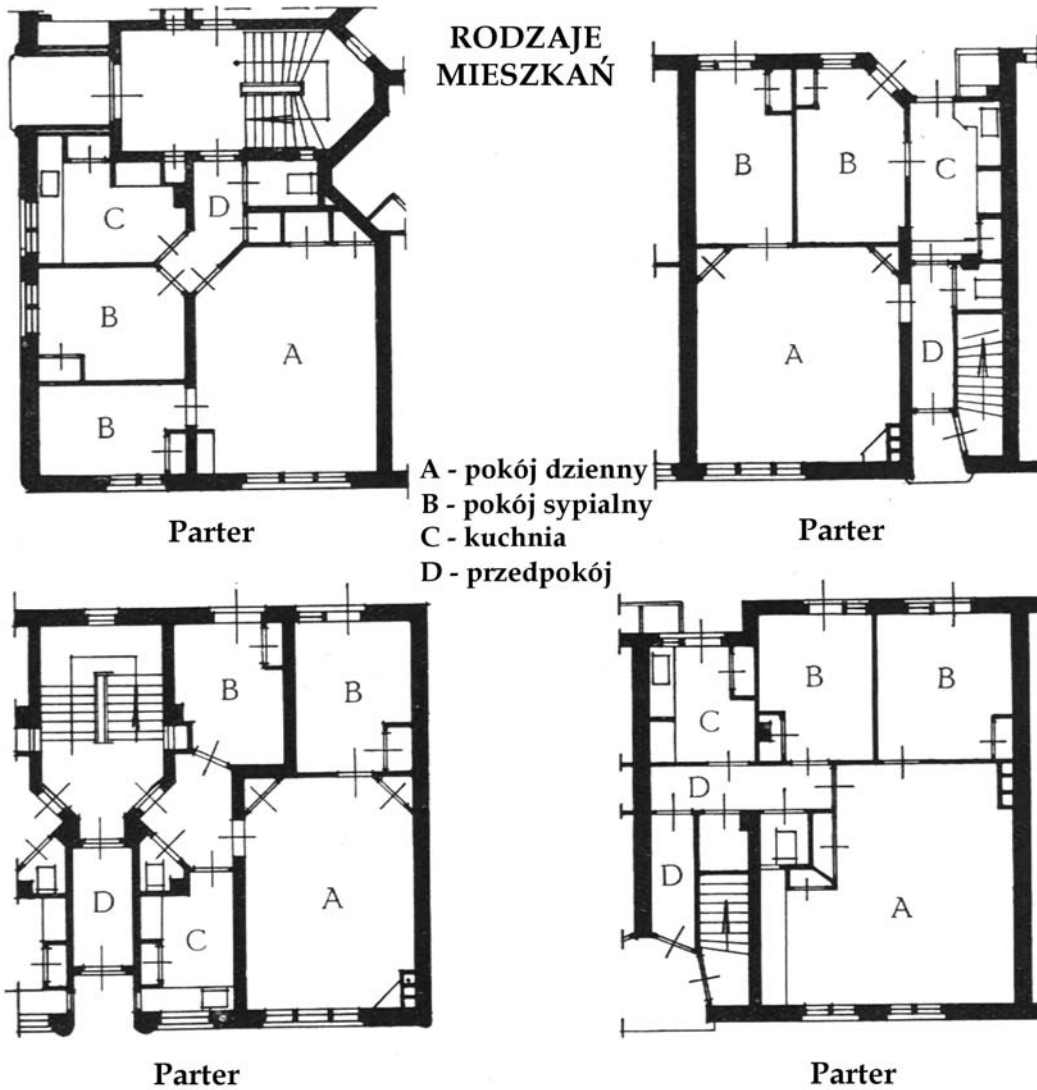 RODZAJE
MIESZKAŃ
C
D
B
A
B
B
B
C
A
D
A - pokój dzienny
B - pokój sypialny
C - kuchnia
D - przedpokój
Parter
Parter
B
B
D
C
A
B
B
C
D
D
A
Parter
Parter